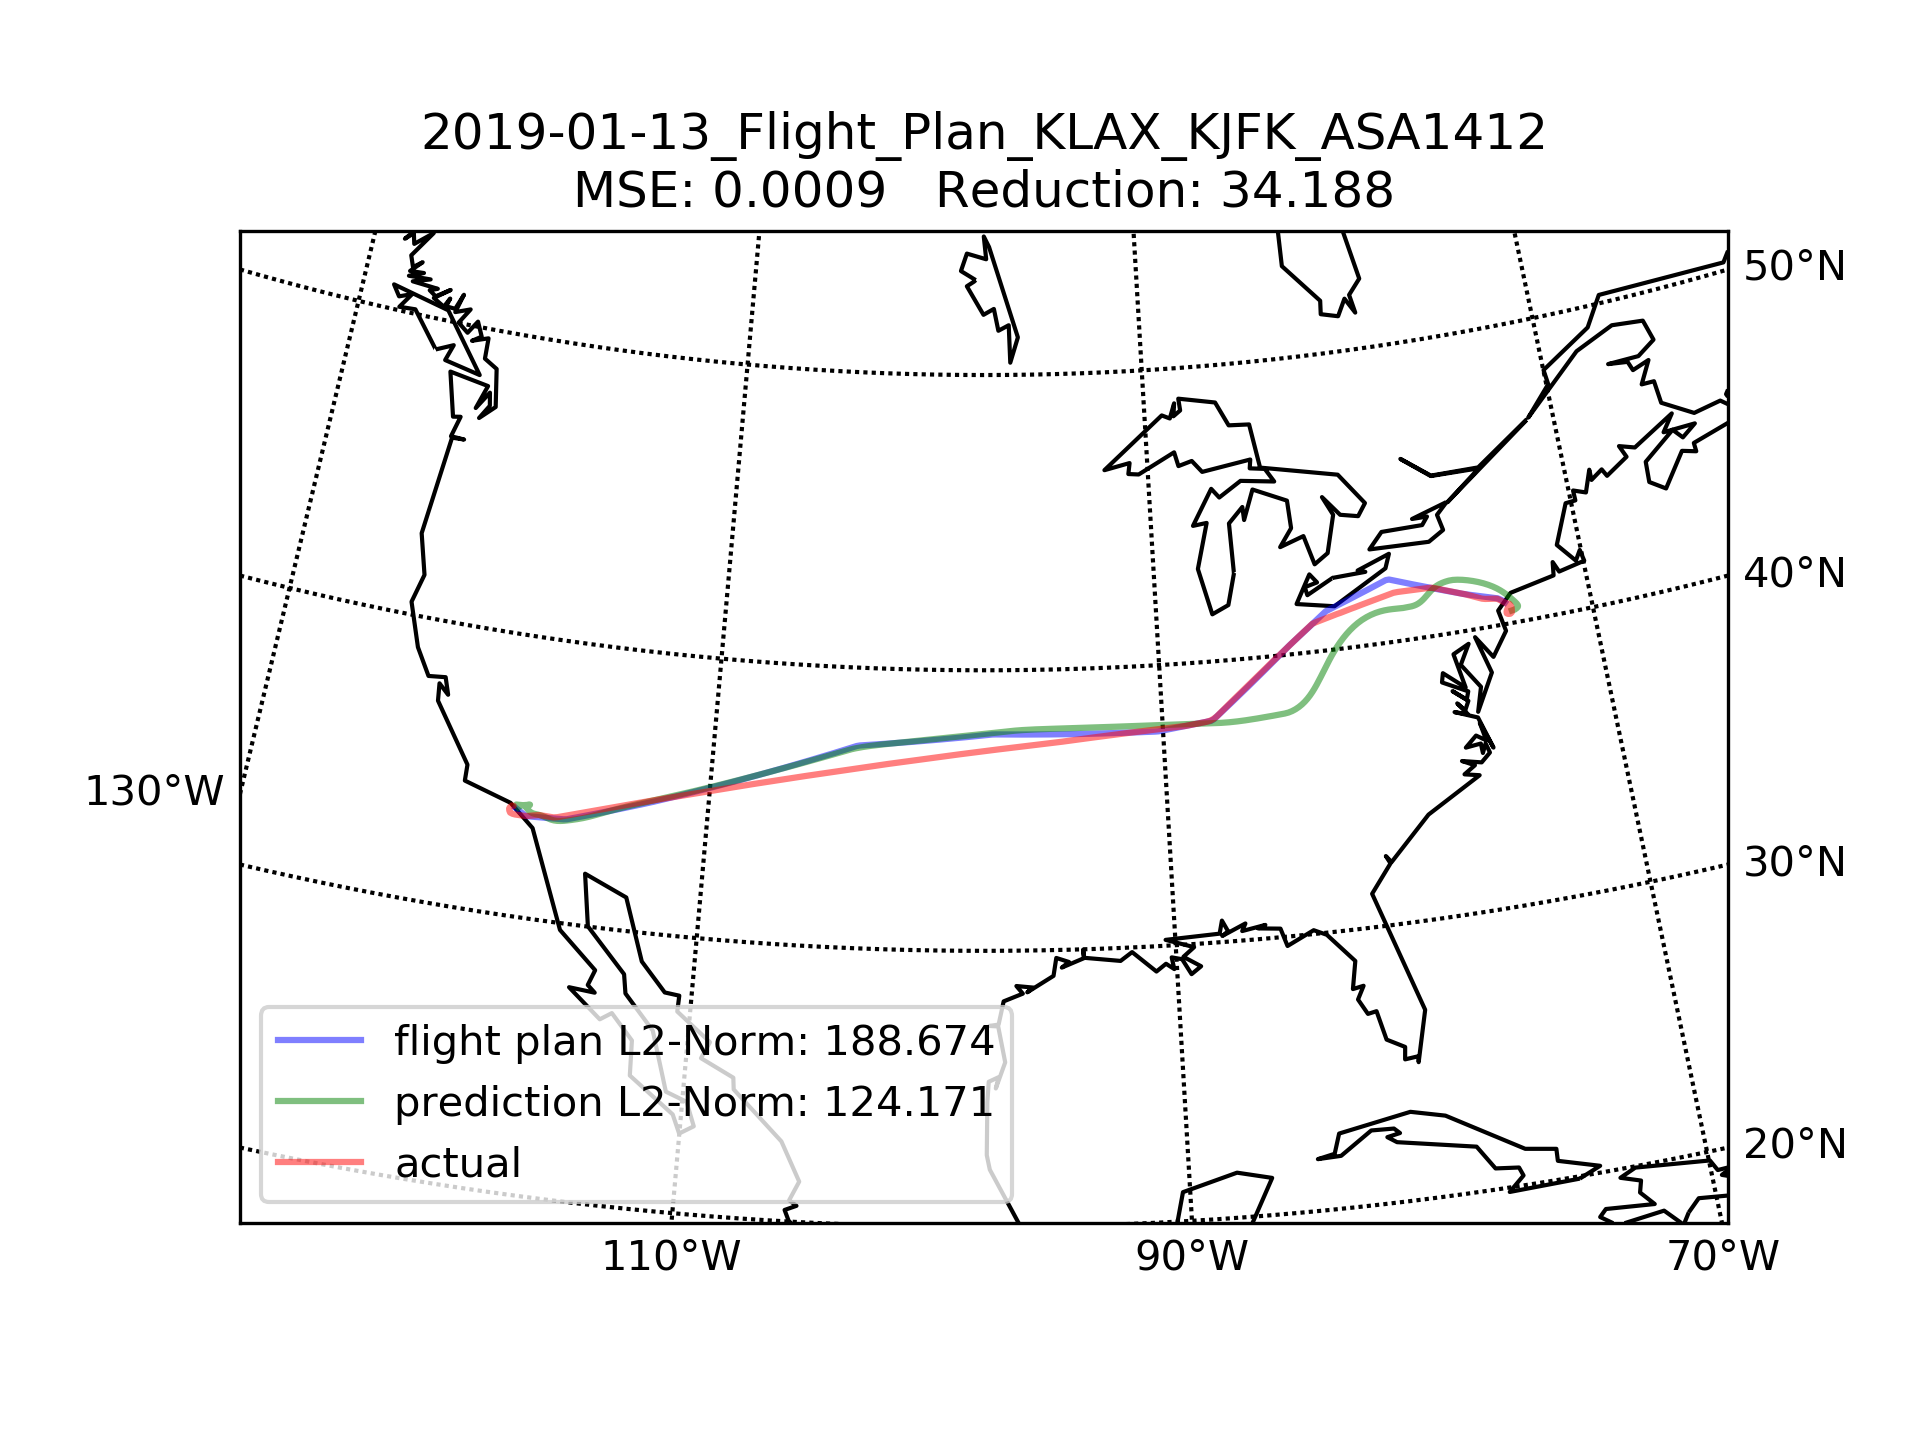 2019-01-13_Flight_Plan_KLAX_KJFK_ASA1412
MSE: 0.0009   Reduction: 34.188
50°N
40°N
130°W
30°N
flight plan L2-Norm: 188.674
prediction L2-Norm: 124.171
20°N
actual
110°W
90°W
70°W